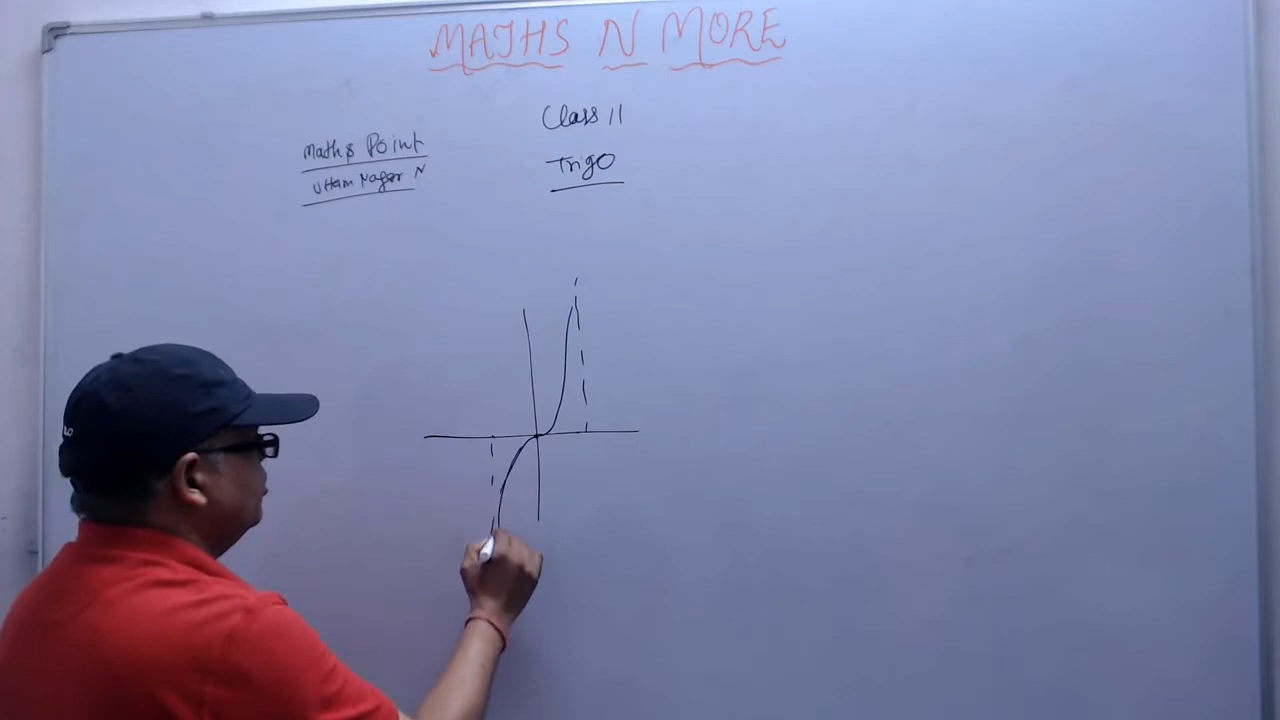 MATHS N MORE
Class 11
Maths Point
Trigo
Uttam Nagar N